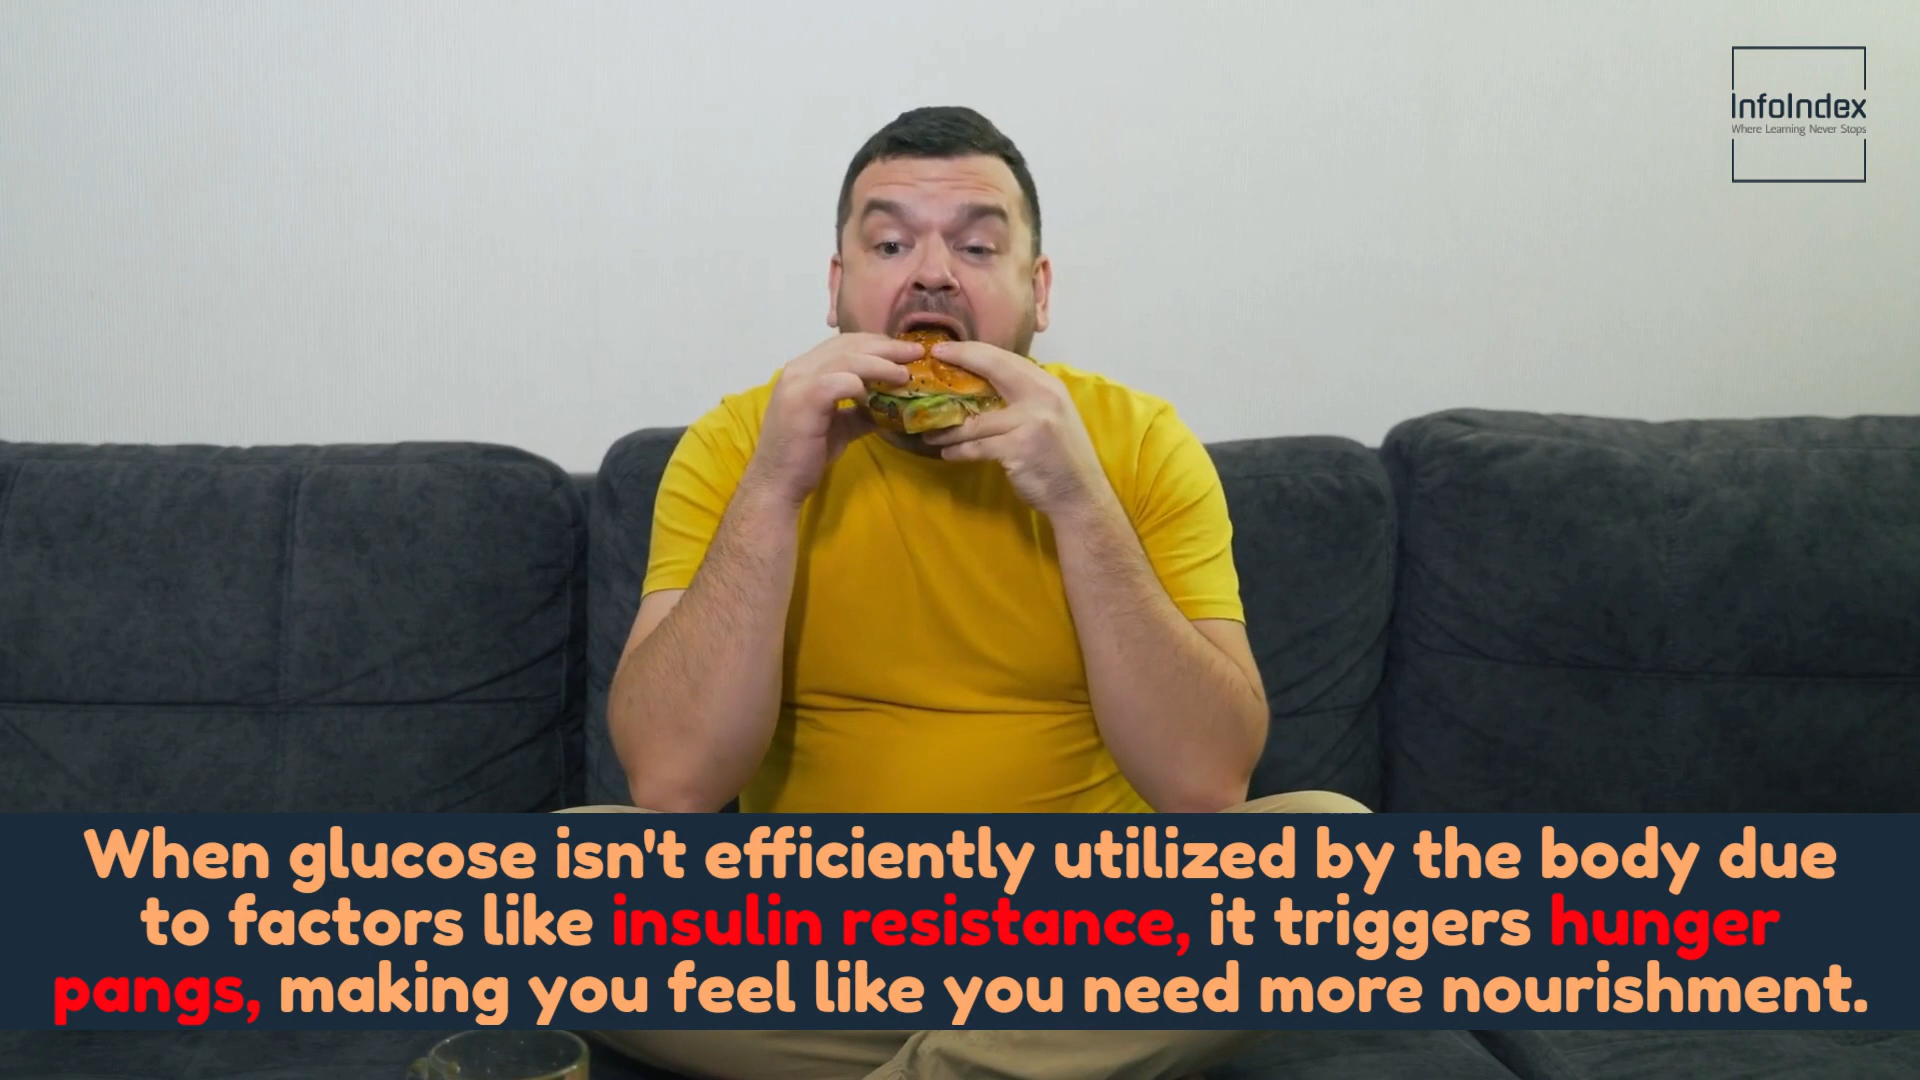 InfoIndex
Where Learning Never Stops
When glucose isn't efficiently utilized by the body due
to factors like insulin resistance, it triggers hunger
pangs, making you feel like you need more nourishment.